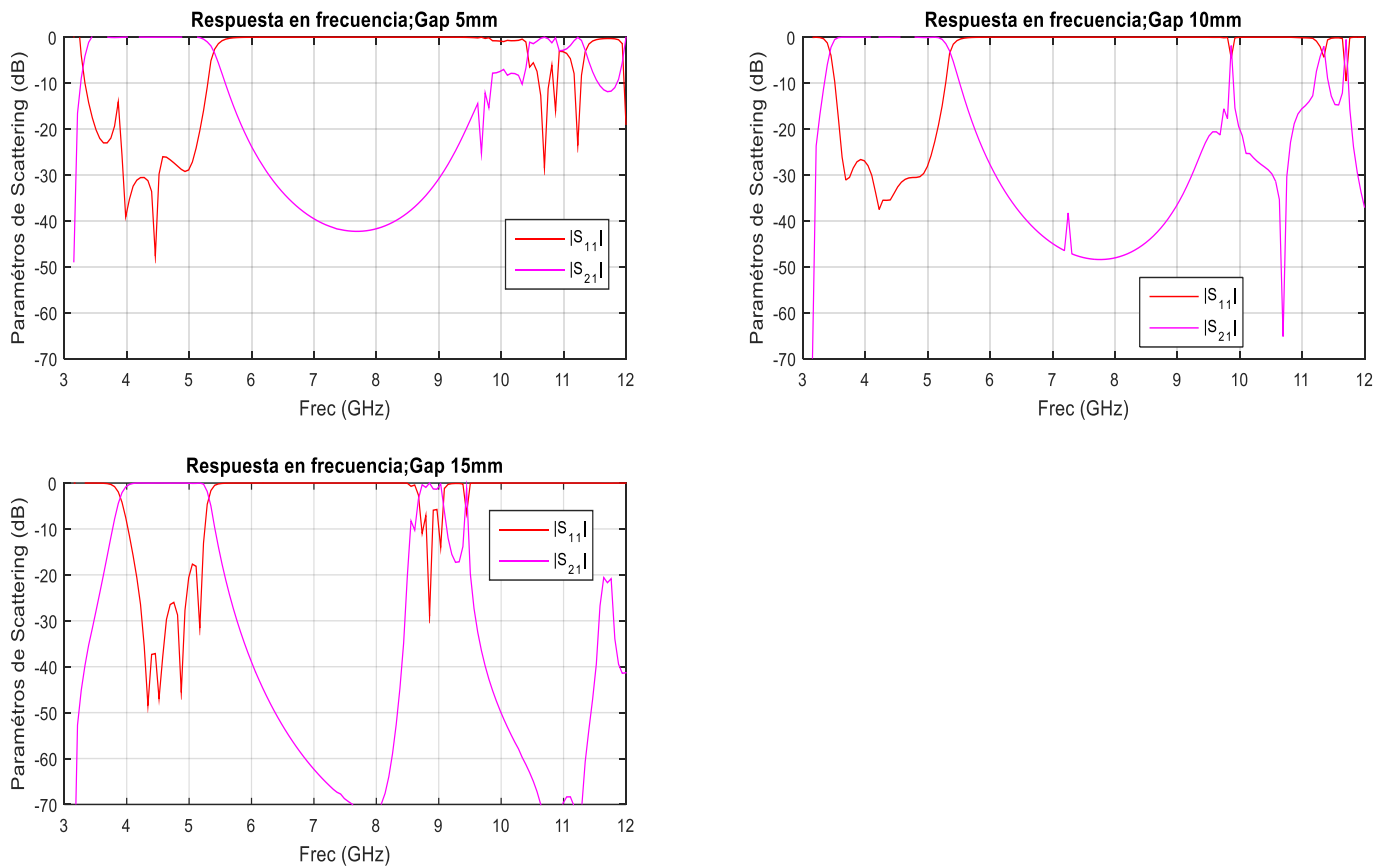 Respuesta en frecuencia;Gap 5mm
Paramétros de Scattering (dB)
0
-10
-20
-30
-40
-50
-60
-70
|S11|
|S21|
3 4 5 6 7 8 9 10 11 12
Frec (GHz)
Respuesta en frecuencia;Gap 10mm
Paramétros de Scattering (dB)
0
-10
-20
-30
-40
-50
-60
-70
|S11|
|S21|
3 4 5 6 7 8 9 10 11 12
Frec (GHz)
Respuesta en frecuencia;Gap 15mm
Paramétros de Scattering (dB)
0
-10
-20
-30
-40
-50
-60
-70
|S11|
|S21|
3 4 5 6 7 8 9 10 11 12
Frec (GHz)